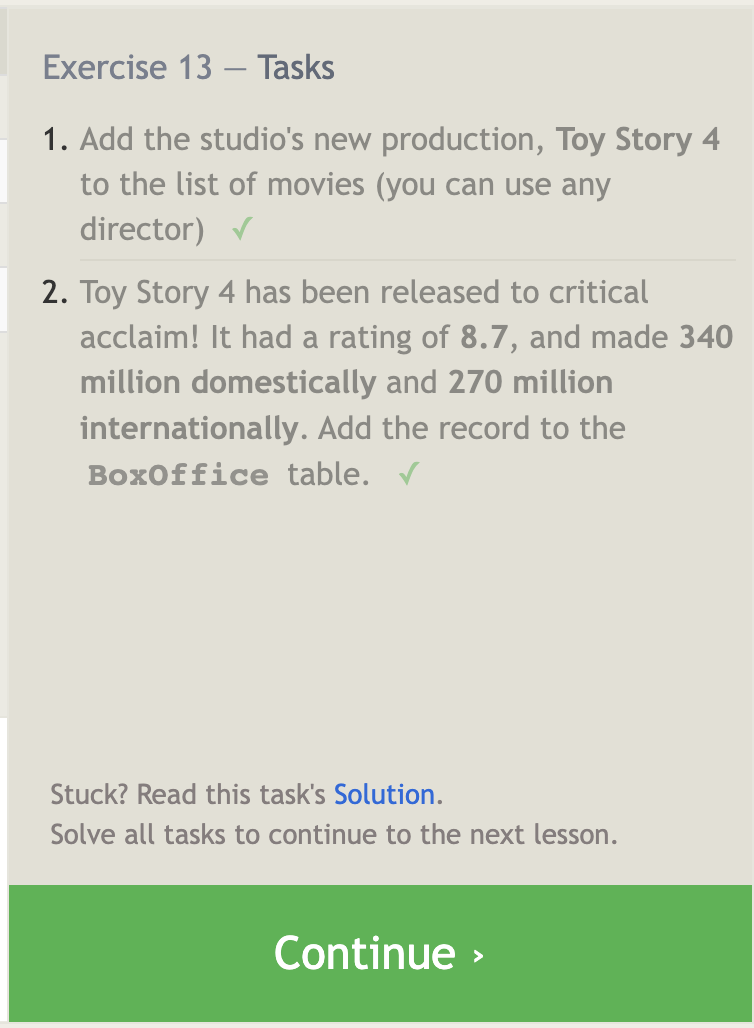 Exercise 13 — Tasks
1. Add the studio's new production, Toy Story 4
to the list of movies (you can use any
director) ✓
2. Toy Story 4 has been released to critical
acclaim! It had a rating of 8.7, and made 340
million domestically and 270 million
internationally. Add the record to the
BoxOffice table. ✓
Stuck? Read this task's Solution.
Solve all tasks to continue to the next lesson.
Continue ›